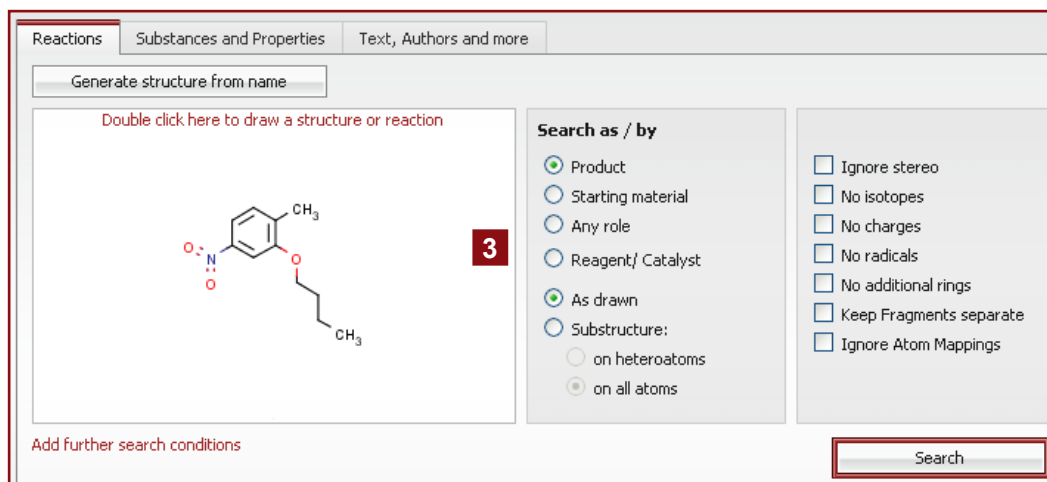 Reactions Substances and Properties Text, Authors and more
Generate structure from name
Double click here to draw a structure or reaction
CH3
O
N
O
O
CH3
3
Search as / by
Product
Starting material
Any role
Reagent/ Catalyst
As drawn
Substructure:
on heteroatoms
on all atoms
Ignore stereo
No isotopes
No charges
No radicals
No additional rings
Keep Fragments separate
Ignore Atom Mappings
Add further search conditions
Search